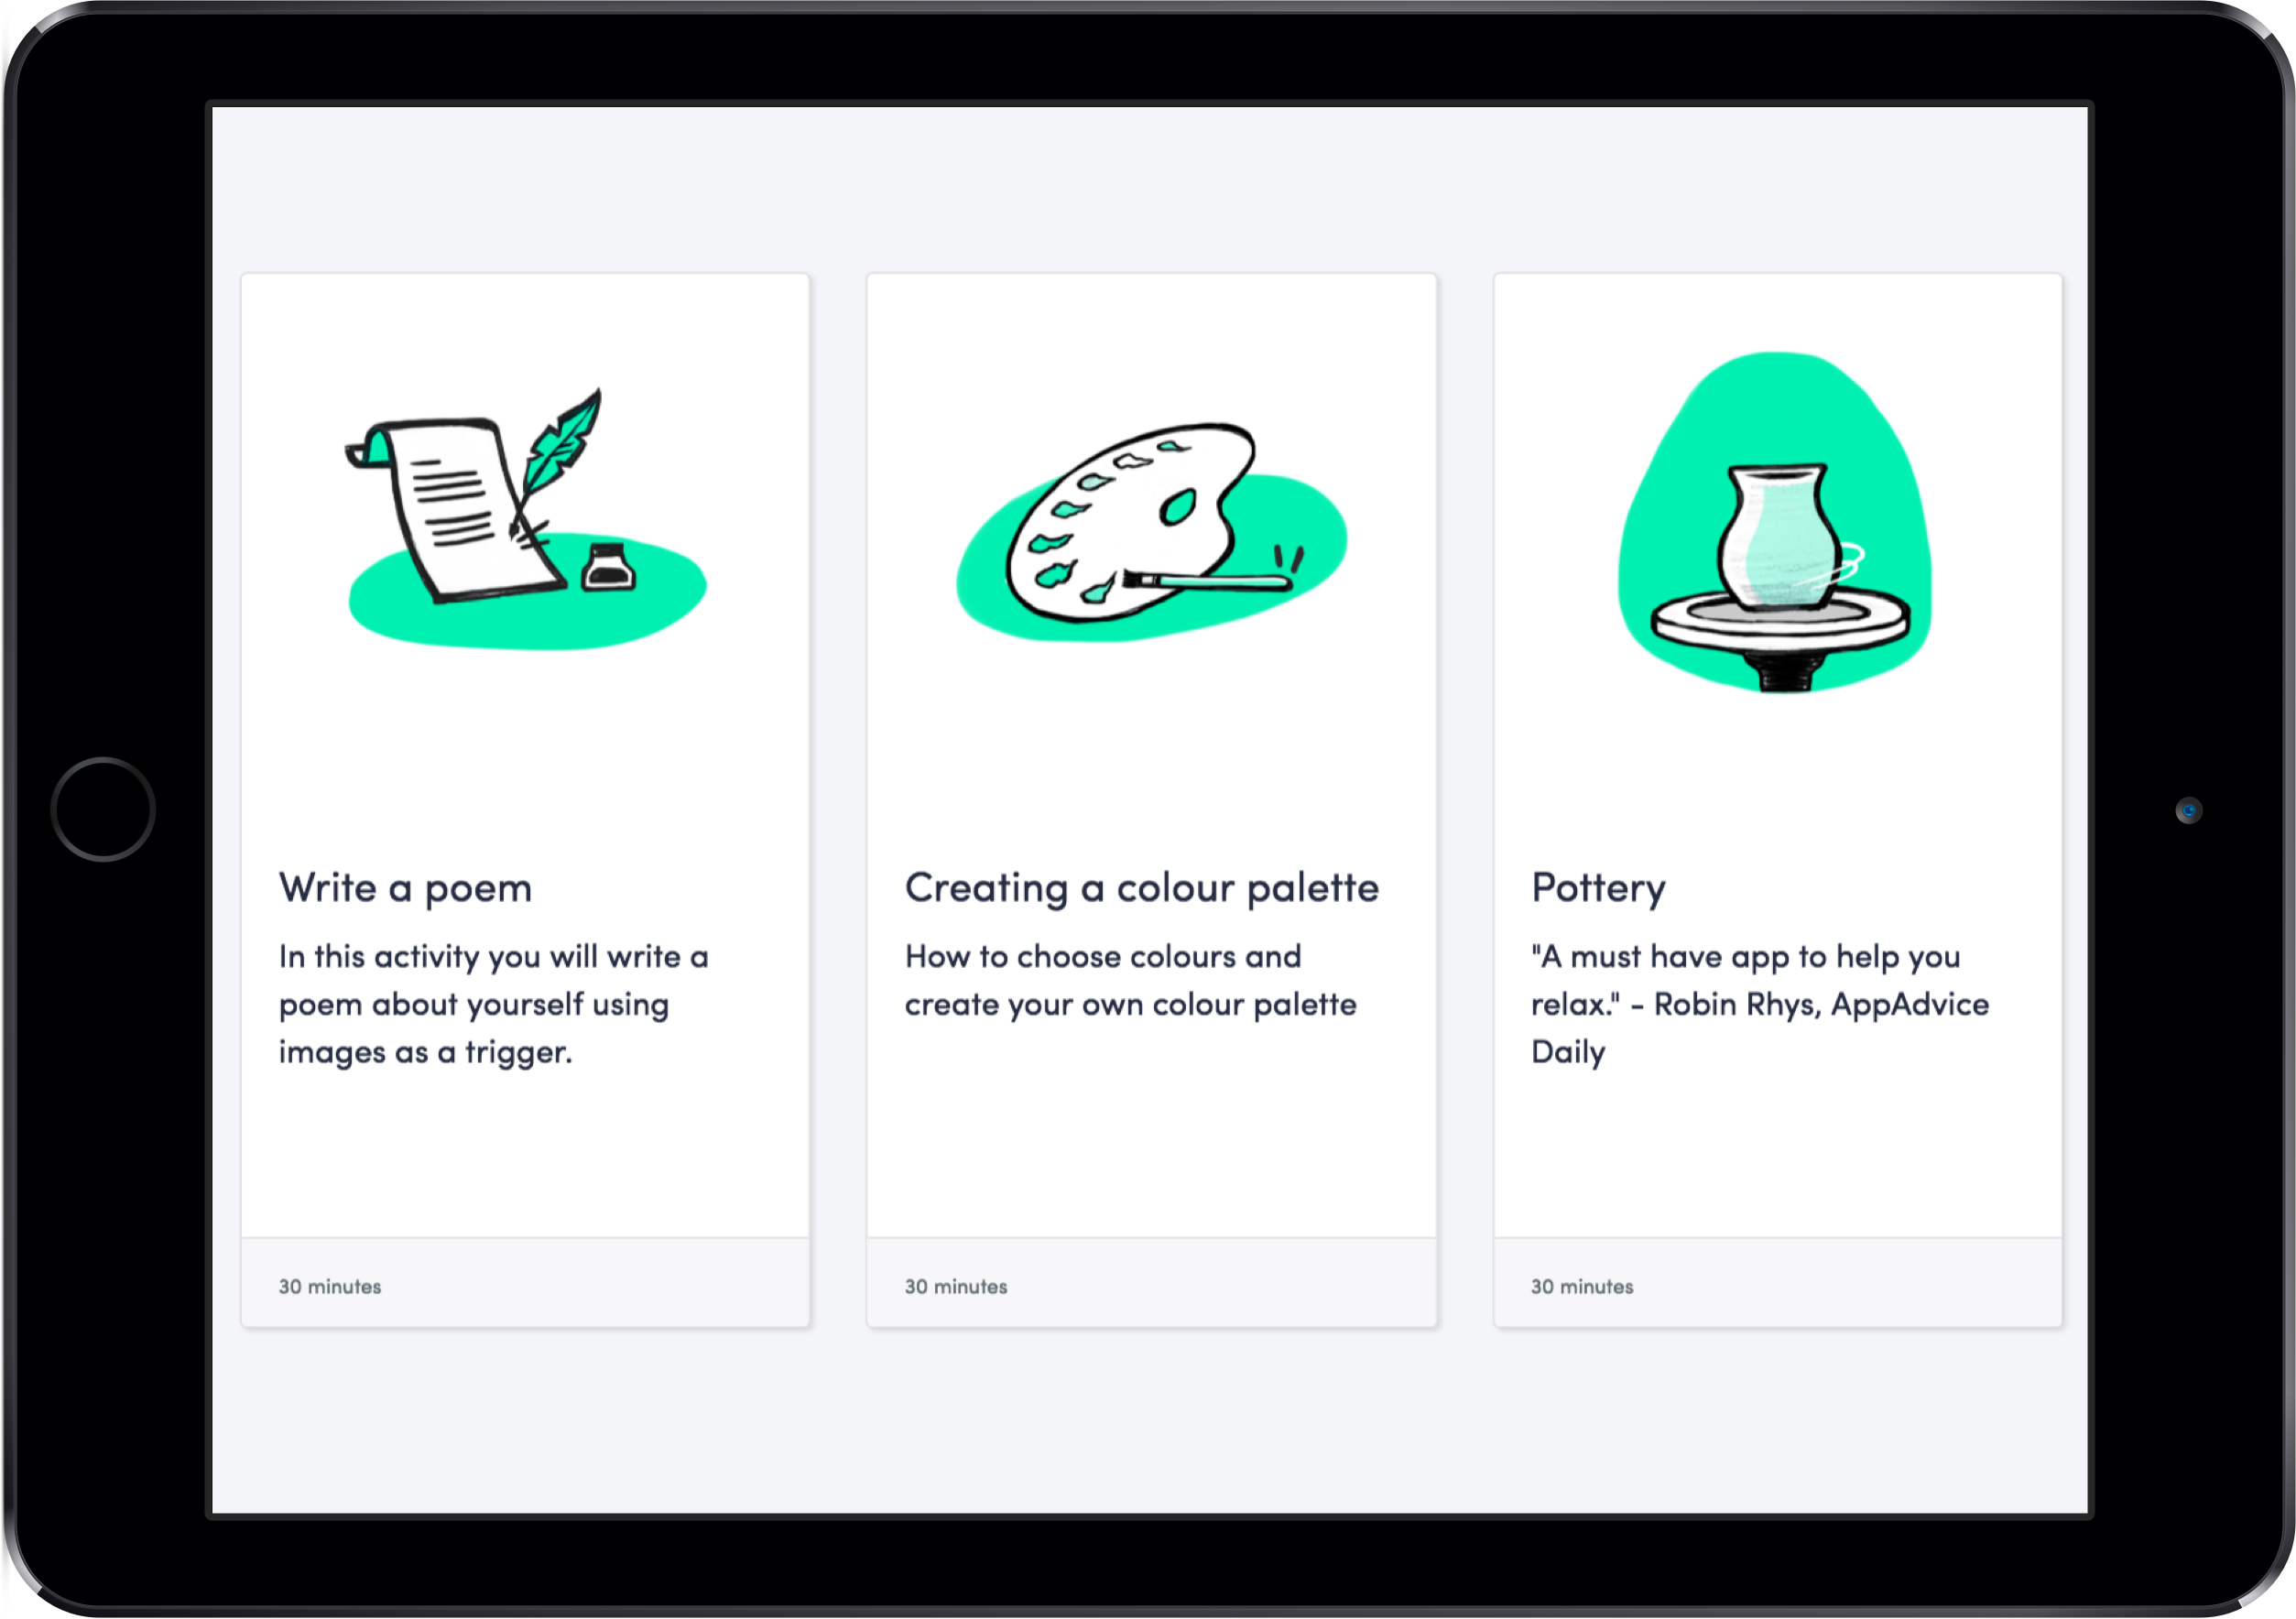 Write a poem
In this activity you will write a
poem about yourself using
images as a trigger.
30 minutes
Creating a colour palette
How to choose colours and
create your own colour palette
30 minutes
Pottery
"A must have app to help you
relax." - Robin Rhys, AppAdvice
Daily
30 minutes